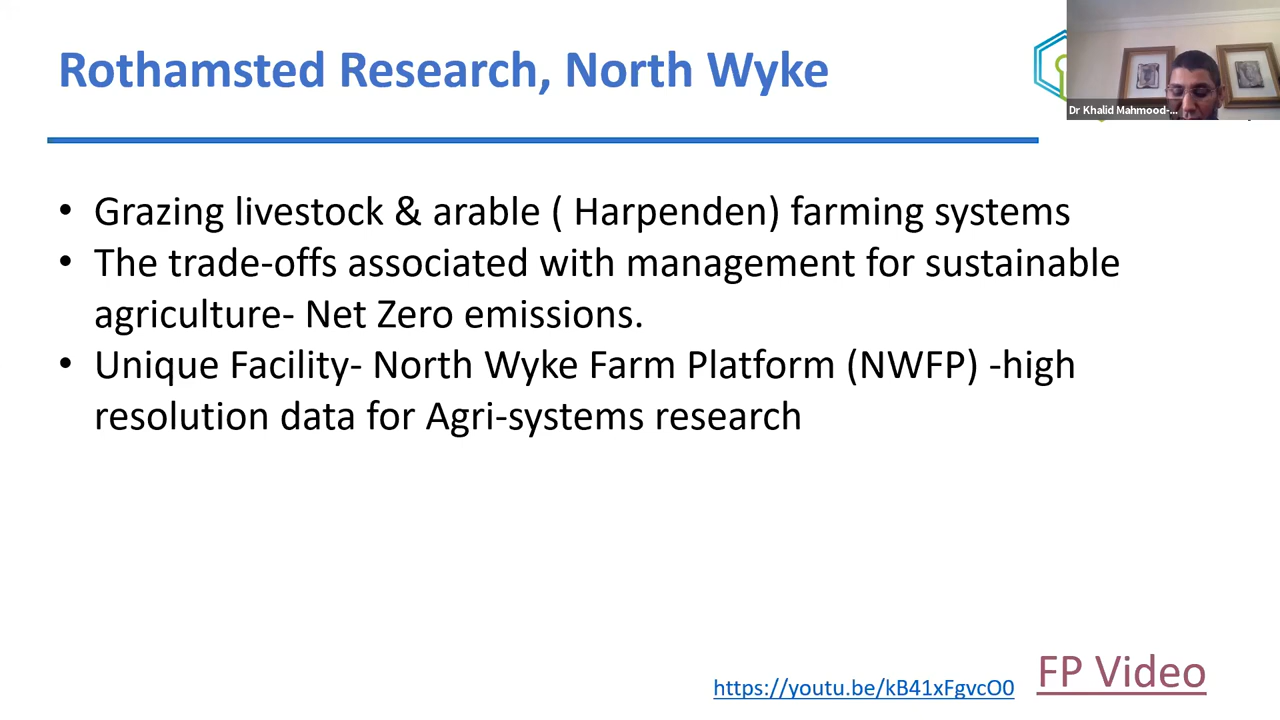 Rothamsted Research, North Wyke
Dr Khalid Mahmood-...
• Grazing livestock & arable ( Harpenden) farming systems
• The trade-offs associated with management for sustainable
agriculture- Net Zero emissions.
• Unique Facility- North Wyke Farm Platform (NWFP) -high
resolution data for Agri-systems research
https://youtu.be/kB41xFgvcO0
FP Video